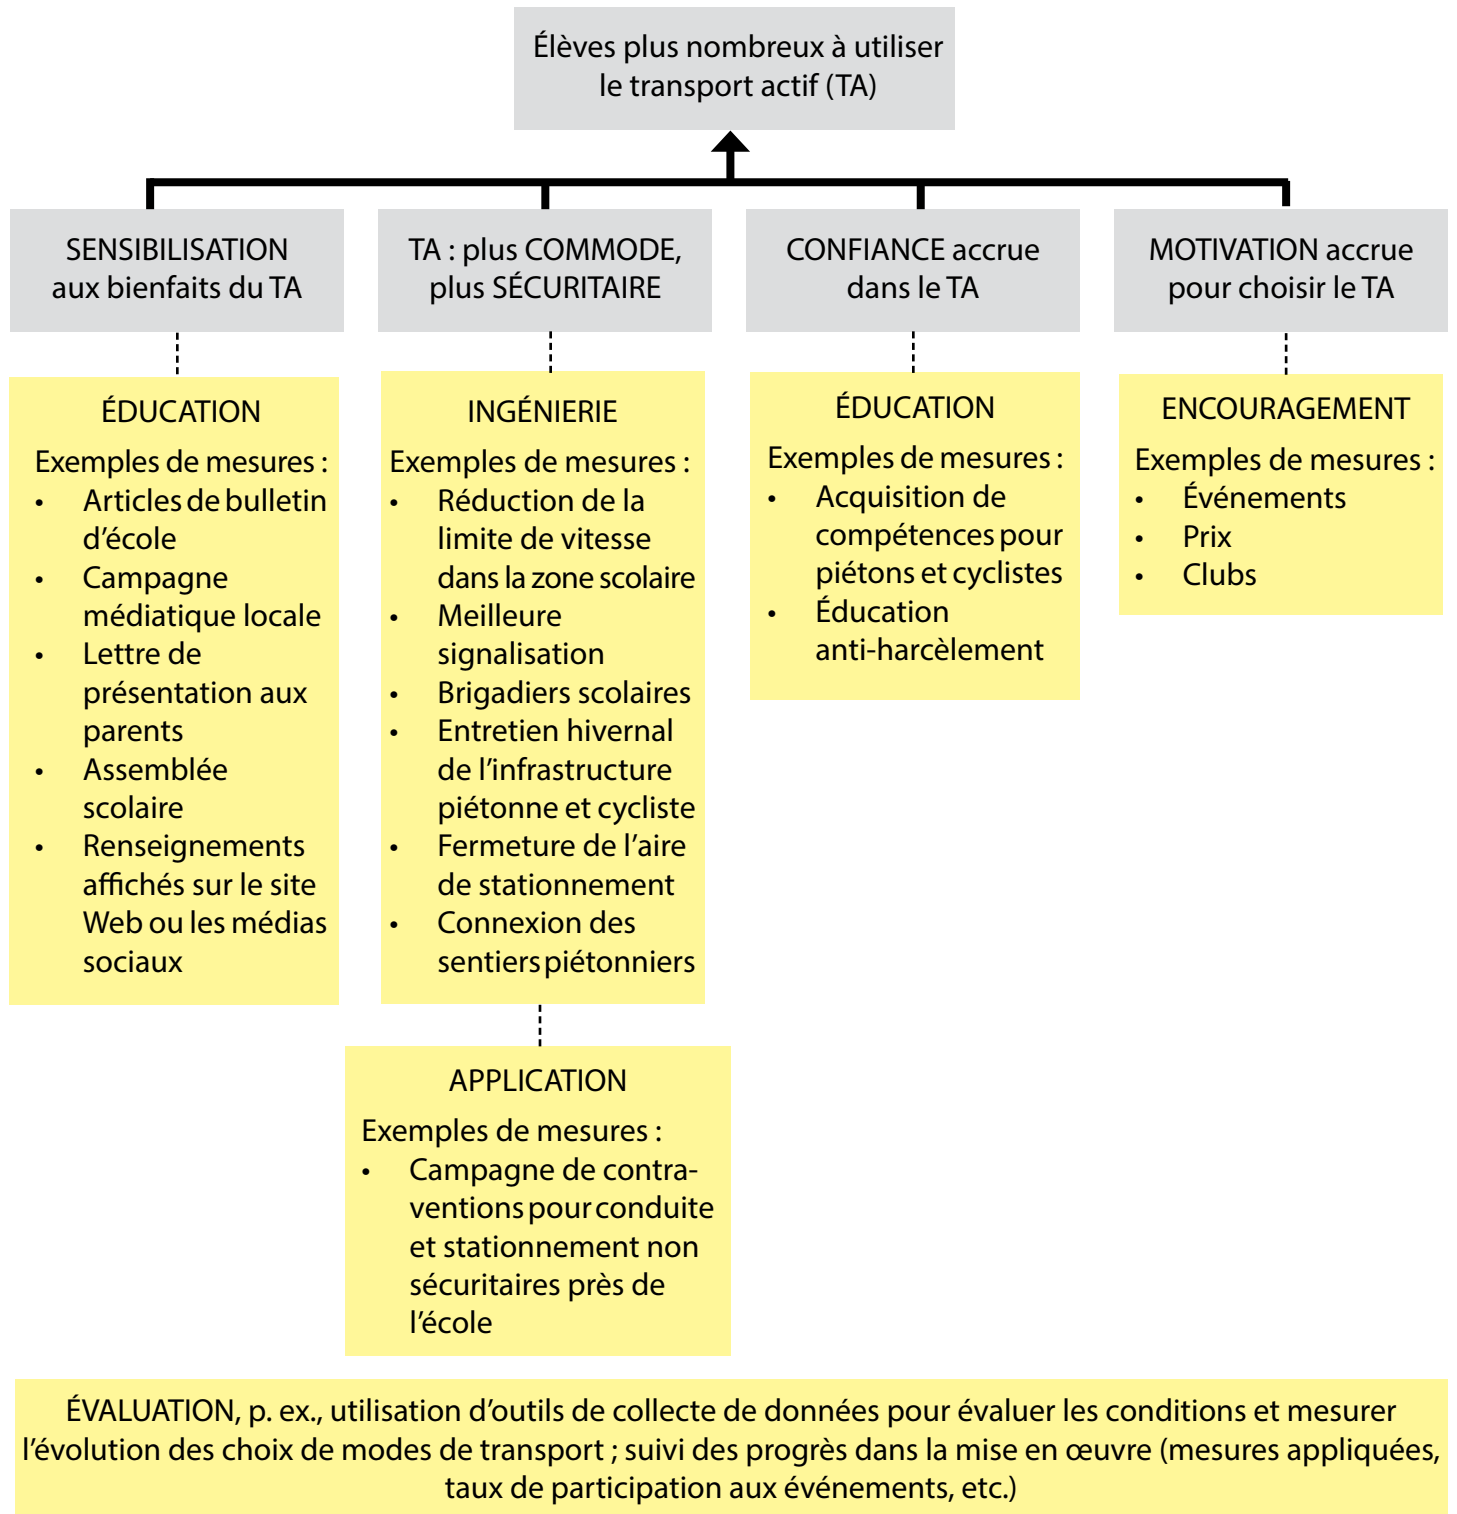 Élèves plus nombreux à utiliser
le transport actif (TA)
SENSIBILISATION
aux bienfaits du TA
TA : plus COMMODE,
plus SÉCURITAIRE
CONFIANCE accrue
dans le TA
MOTIVATION accrue
pour choisir le TA
ÉDUCATION
Exemples de mesures :
• Articles de bulletin
d’école
• Campagne
médiatique locale
• Lettre de
présentation aux
parents
• Assemblée
scolaire
• Renseignements
affichés sur le site
Web ou les médias
sociaux
INGÉNIERIE
Exemples de mesures :
• Réduction de la
limite de vitesse
dans la zone scolaire
• Meilleure
signalisation
• Brigadiers scolaires
• Entretien hivernal
de l’infrastructure
piétonne et cycliste
• Fermeture de l’aire
de stationnement
• Connexion des
sentiers piétonniers
APPLICATION
Exemples de mesures :
• Campagne de contra-
ventions pour conduite
et stationnement non
sécuritaires près de
l’école
ÉDUCATION
Exemples de mesures :
• Acquisition de
compétences pour
piétons et cyclistes
• Éducation
anti-harcèlement
ENCOURAGEMENT
Exemples de mesures :
• Événements
• Prix
• Clubs
ÉVALUATION, p. ex., utilisation d’outils de collecte de données pour évaluer les conditions et mesurer
l’évolution des choix de modes de transport ; suivi des progrès dans la mise en œuvre (mesures appliquées,
taux de participation aux événements, etc.)